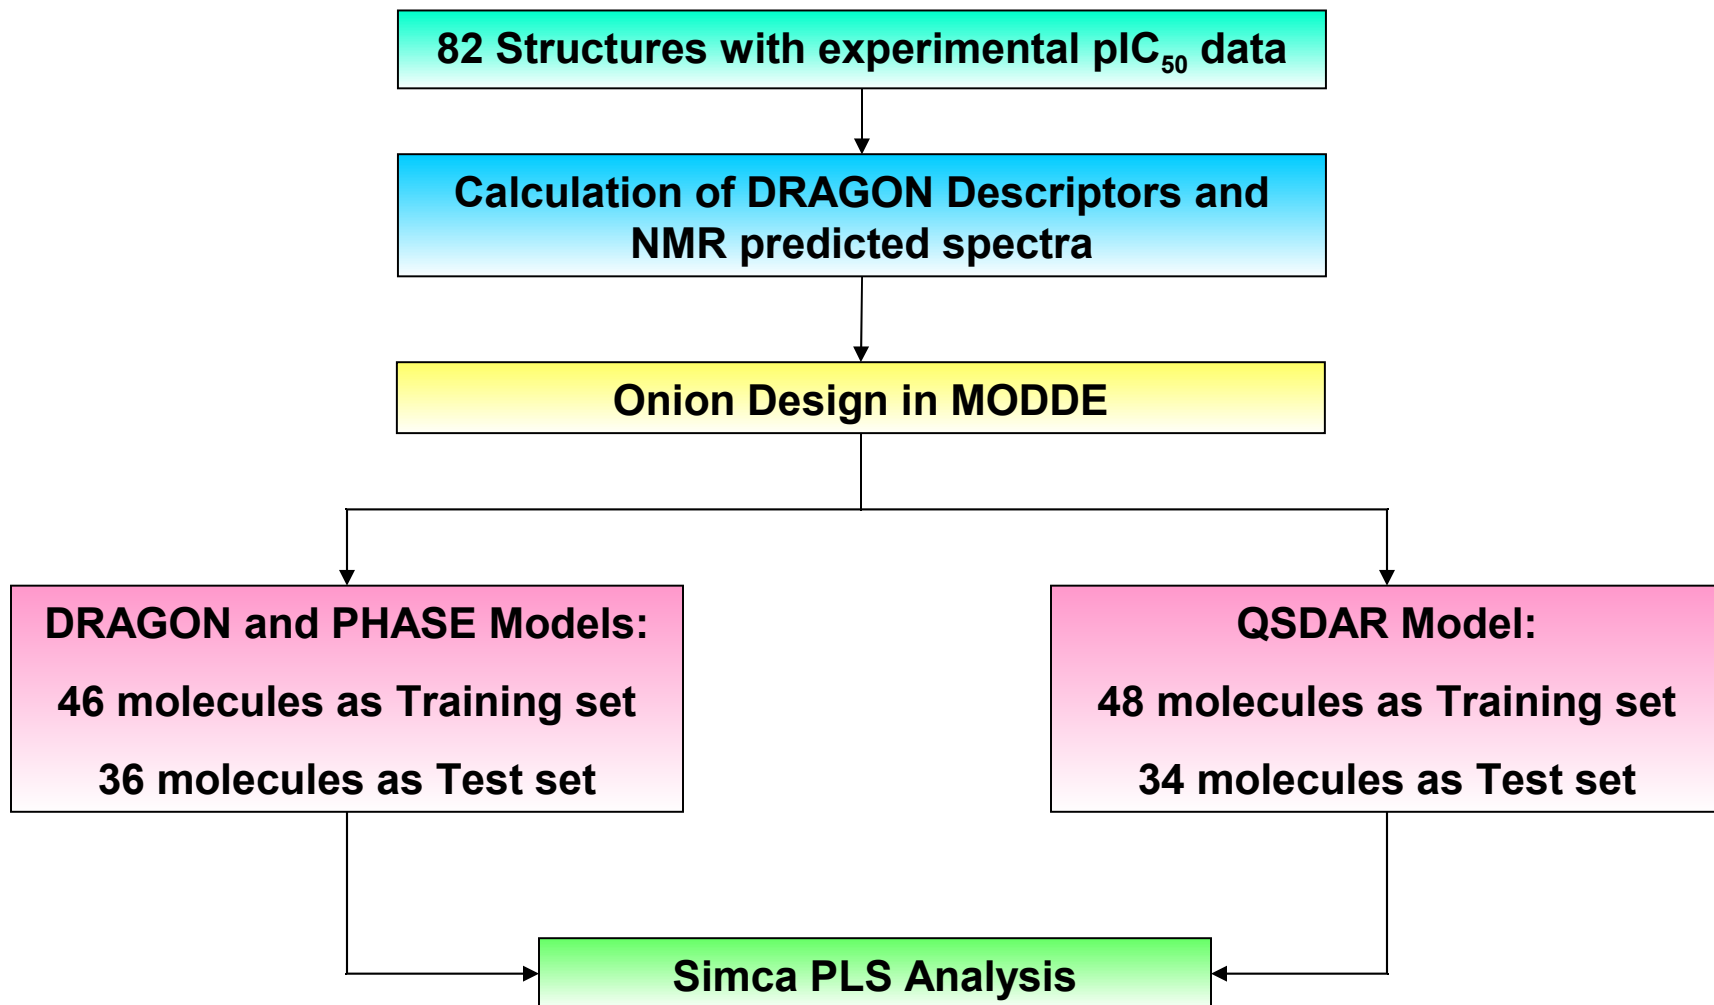 82 Structures with experimental pIC50 data
Calculation of DRAGON Descriptors and
NMR predicted spectra
Onion Design in MODDE
DRAGON and PHASE Models:
46 molecules as Training set
36 molecules as Test set
QSDAR Model:
48 molecules as Training set
34 molecules as Test set
Simca PLS Analysis